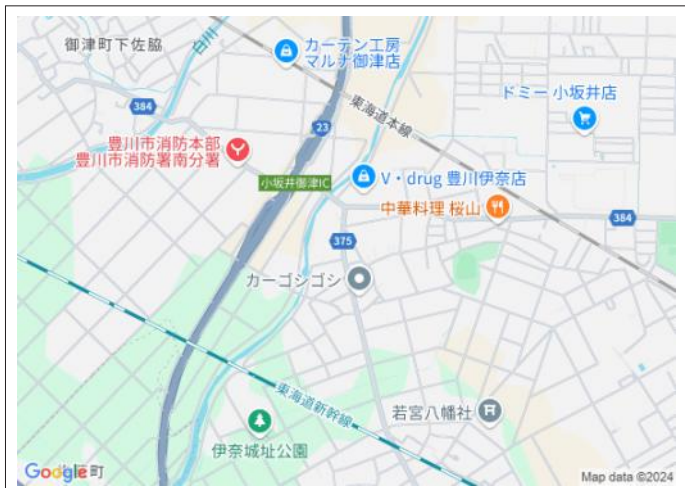 御津町下佐脇
白川
カーテン工房
マルナ御津店
384
東海道本線
ドミー 小坂井店
23
豊川市消防本部
豊川市消防署南分署
小坂井御津IC
V・drug 豊川伊奈店
中華料理 桜山
384
375
カーゴシゴシ
東海道新幹線
若宮八幡社
伊奈城址公園
Google
町
Map data ©2024